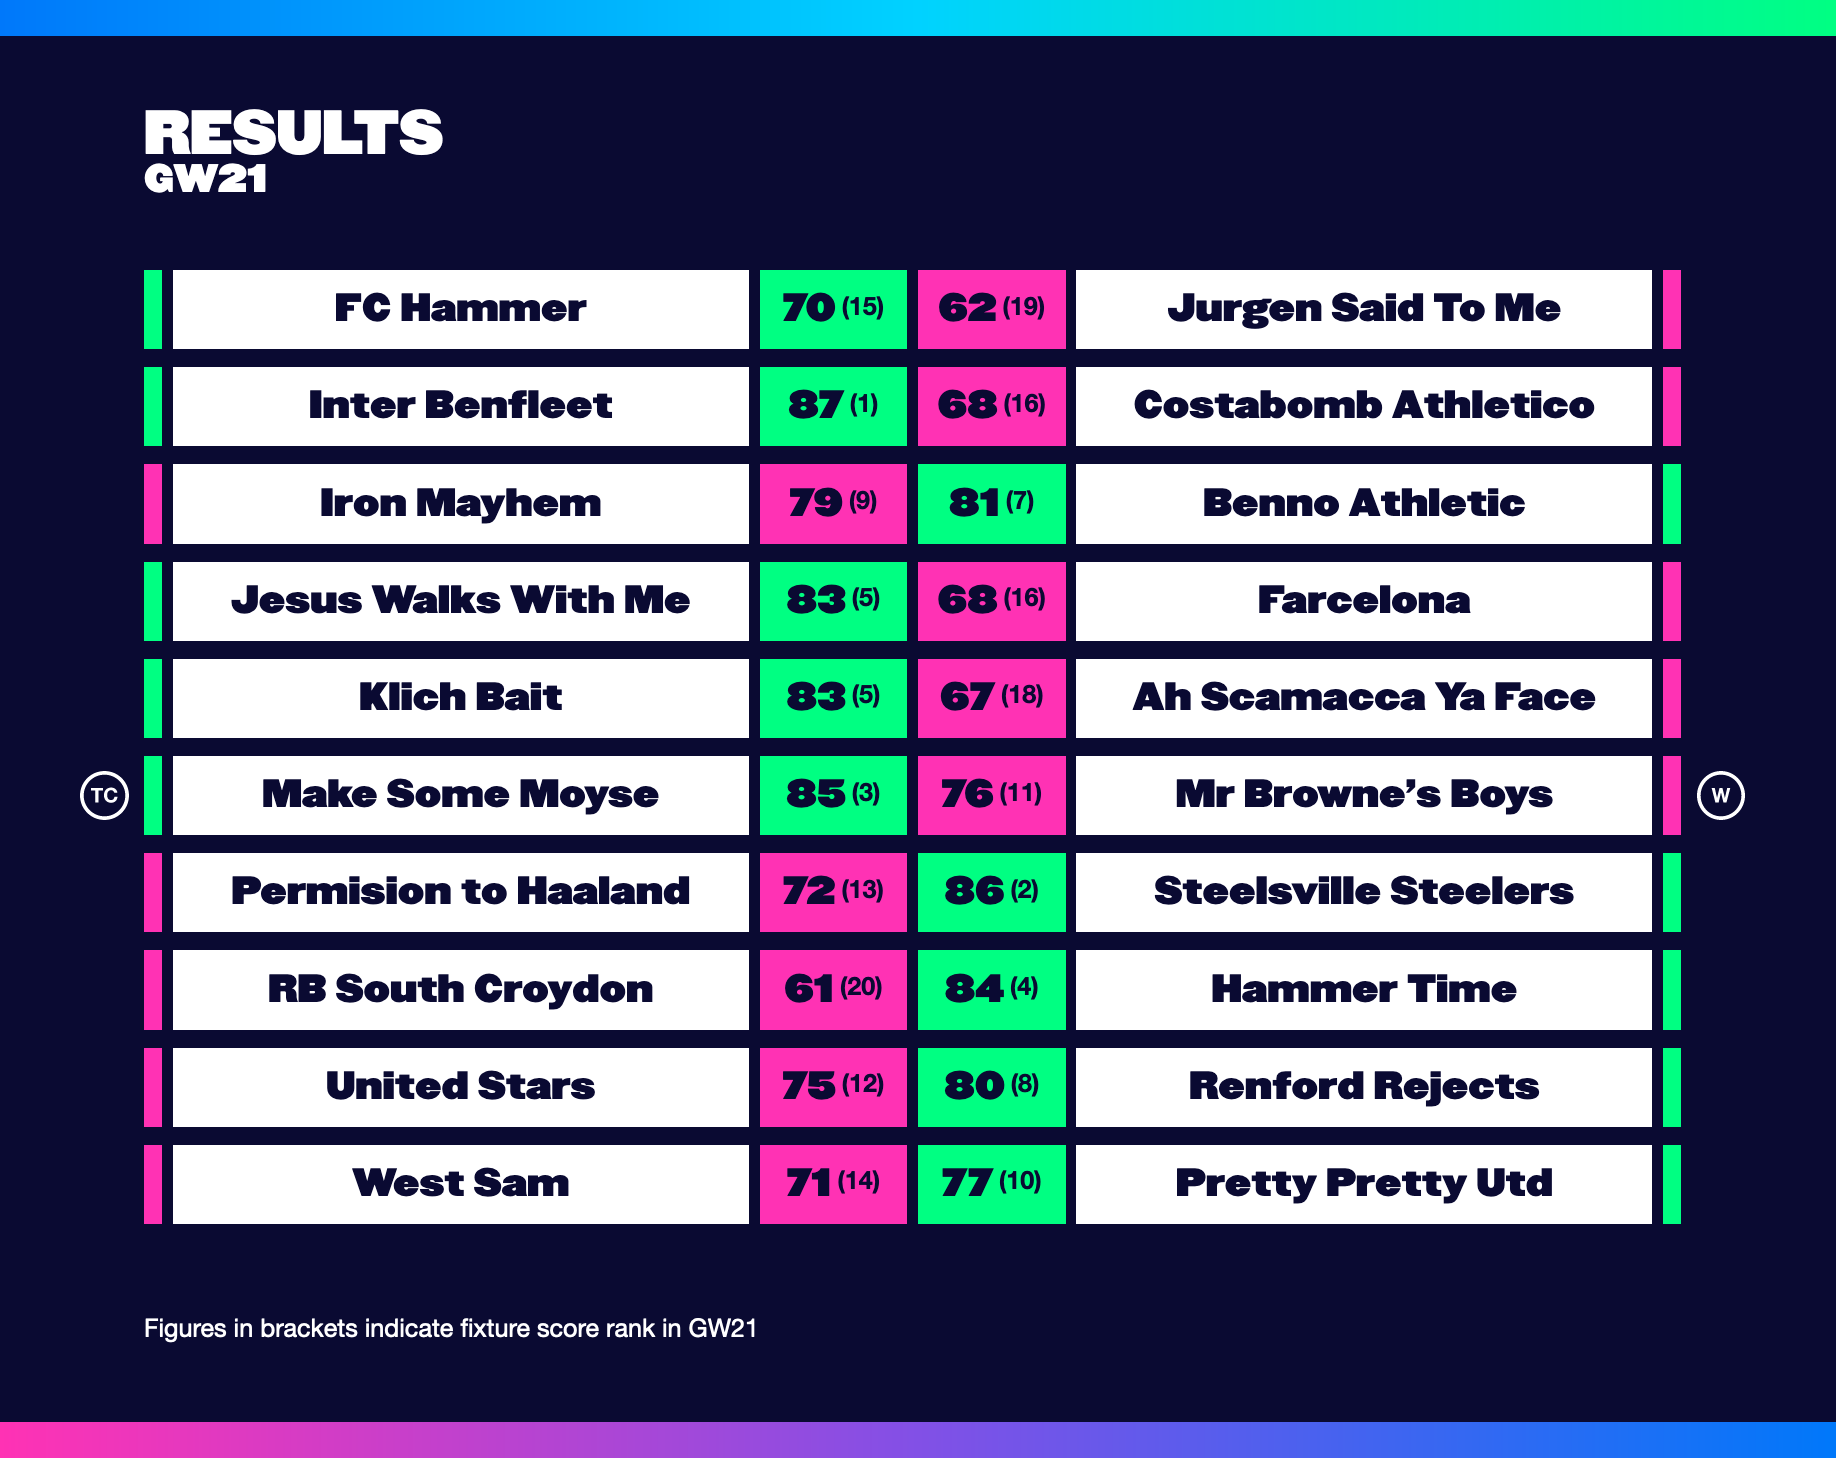 RESULTS
GW21
FC Hammer 70 (15) 62 (19) Jurgen Said To Me
Inter Benfleet 87 (1) 68 (16) Costabomb Athletico
Iron Mayhem 79 (9) 81 (7) Benno Athletic
Jesus Walks With Me 83 (5) 68 (16) Farcelona
Klich Bait 83 (5) 67 (18) Ah Scamacca Ya Face
TC Make Some Moyse 85 (3) 76 (11) Mr Browne’s Boys W
Permision to Haaland 72 (13) 86 (2) Steelsville Steelers
RB South Croydon 61 (20) 84 (4) Hammer Time
United Stars 75 (12) 80 (8) Renford Rejects
West Sam 71 (14) 77 (10) Pretty Pretty Utd
Figures in brackets indicate fixture score rank in GW21